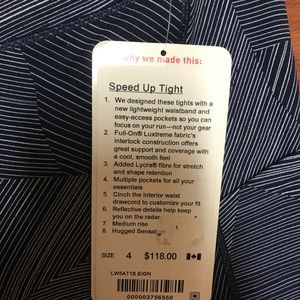 why we made this:
Speed Up Tight
1. We designed these tights with a
new lightweight waistband and
easy-access pockets so you can
focus on your run—not your gear
2. Full-On® Luxtreme fabric's
interlock construction offers
great support and coverage with
a cool, smooth feel
3. Added Lycra® fibre for stretch
and shape retention
4. Multiple pockets for all your
essentials
5. Cinch the interior waist
drawcord to customize your fit
6. Reflective details help keep
you on the radar
7. Medium rise
8. Hugged Sensation
SIZE 4 $118.00
LW5AT1S EIGN
000003756550